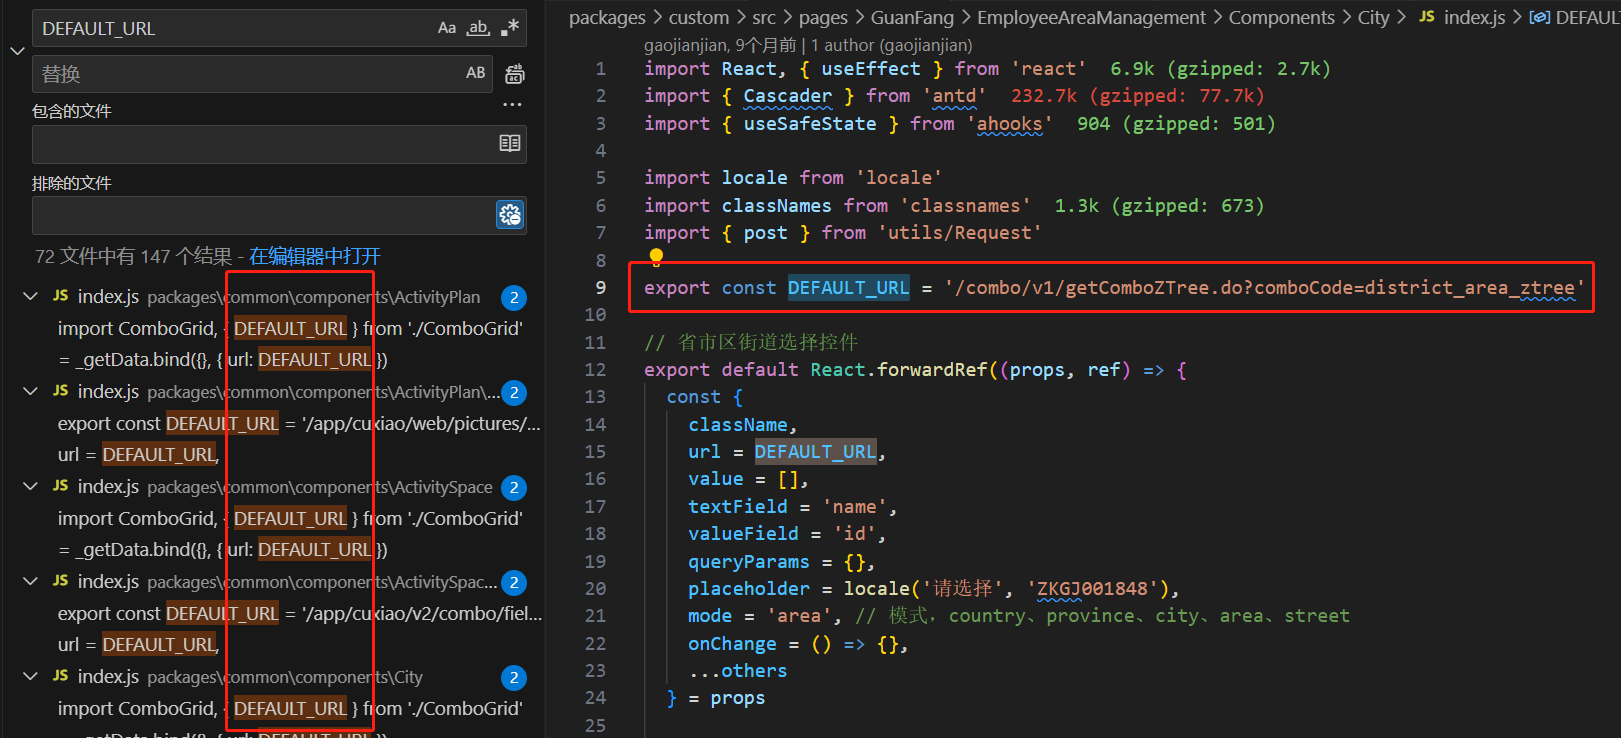 DEFAULT_URL
Aa ab .*
替换
AB
包含的文件
...
排除的文件
72 文件中有 147 个结果 - 在编辑器中打开
JS index.js packages\common\components\ActivityPlan 2
import ComboGrid, { DEFAULT_URL } from './ComboGrid'
= _getData.bind({}, { url: DEFAULT_URL })
JS index.js packages\common\components\ActivityPlan\... 2
export const DEFAULT_URL = '/app/cuxiao/web/pictures/...
url = DEFAULT_URL,
JS index.js packages\common\components\ActivitySpace 2
import ComboGrid, { DEFAULT_URL } from './ComboGrid'
= _getData.bind({}, { url: DEFAULT_URL })
JS index.js packages\common\components\ActivitySpac... 2
export const DEFAULT_URL = '/app/cuxiao/v2/combo/fiel...
url = DEFAULT_URL,
JS index.js packages\common\components\City 2
import ComboGrid, { DEFAULT_URL } from './ComboGrid'
= _getData.bind({}, { url: DEFAULT_URL })
packages > custom > src > pages > GuanFang > EmployeeAreaManagement > Components > City > JS index.js > DEFAUL
gaojianjian, 9个月前 | 1 author (gaojianjian)
1 import React, { useEffect } from 'react' 6.9k (gzipped: 2.7k)
2 import { Cascader } from 'antd' 232.7k (gzipped: 77.7k)
3 import { useSafeState } from 'ahooks' 904 (gzipped: 501)
4
5 import locale from 'locale'
6 import classNames from 'classnames' 1.3k (gzipped: 673)
7 import { post } from 'utils/Request'
8
9 export const DEFAULT_URL = '/combo/v1/getComboZTree.do?comboCode=district_area_ztree'
10
11 // 省市区街道选择控件
12 export default React.forwardRef((props, ref) => {
13 const {
14 className,
15 url = DEFAULT_URL,
16 value = [],
17 textField = 'name',
18 valueField = 'id',
19 queryParams = {},
20 placeholder = locale('请选择', 'ZKGJ001848'),
21 mode = 'area', // 模式，country、province、city、area、street
22 onChange = () => {},
23 ...others
24 } = props
25